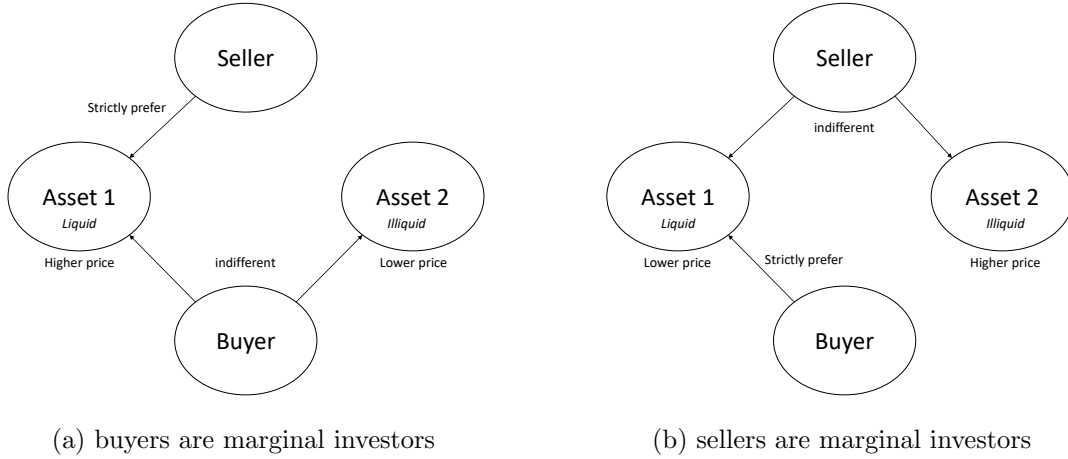 Seller
Strictly prefer
Asset 1
Liquid
Higher price
Asset 2
Illiquid
Lower price
indifferent
Buyer
(a) buyers are marginal investors
Seller
indifferent
Asset 1
Liquid
Lower price
Asset 2
Illiquid
Higher price
Strictly prefer
Buyer
(b) sellers are marginal investors